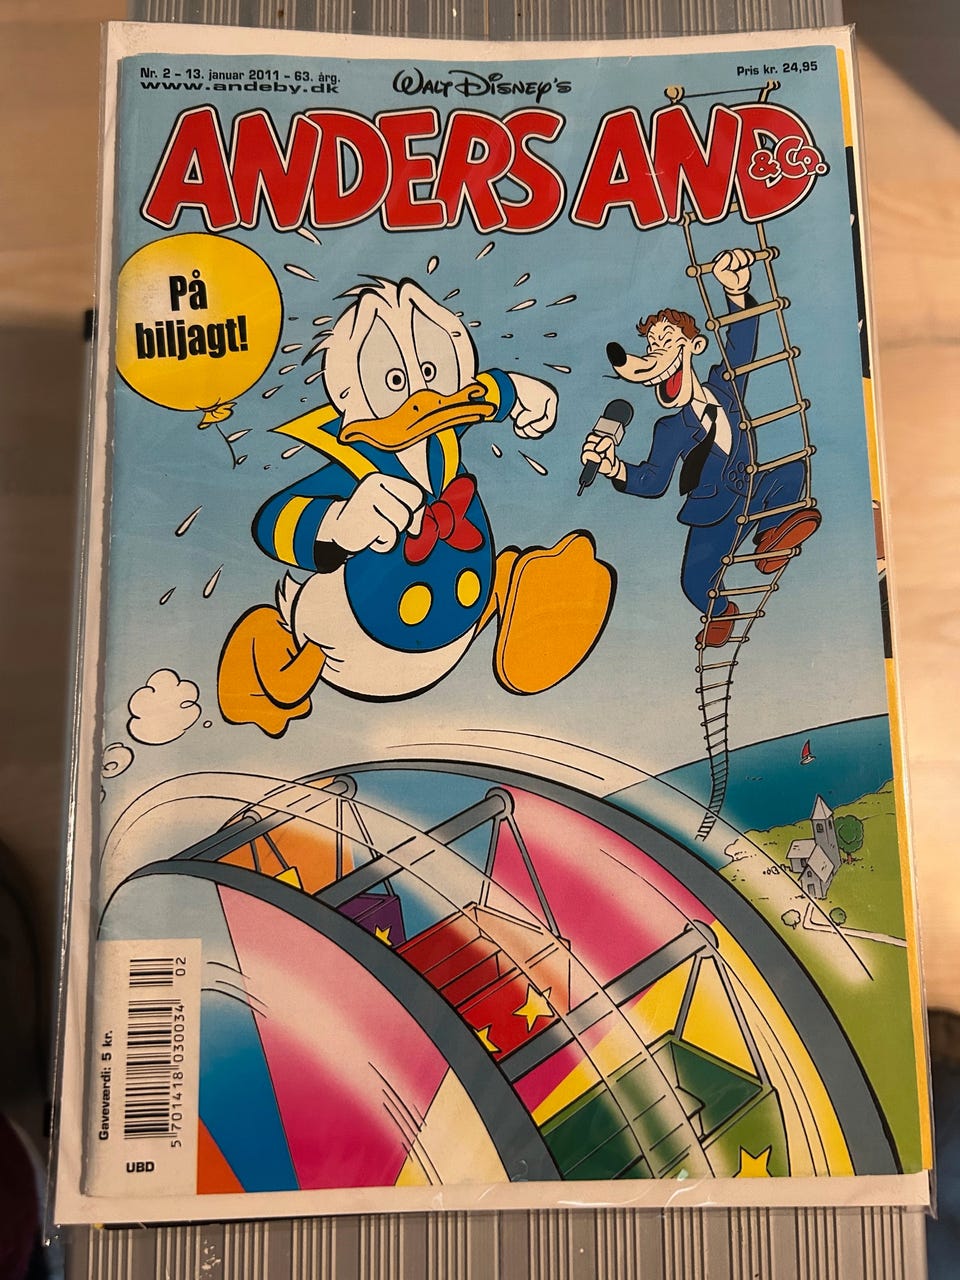 Nr. 2 - 13. januar 2011 - 63. årg.
www.andeby.dk
WALT DISNEY'S
Pris kr. 24,95
ANDERS AND
& Co.
På
biljagt!
02
Gaveværdi: 5 kr.
5 701418 030034
UBD